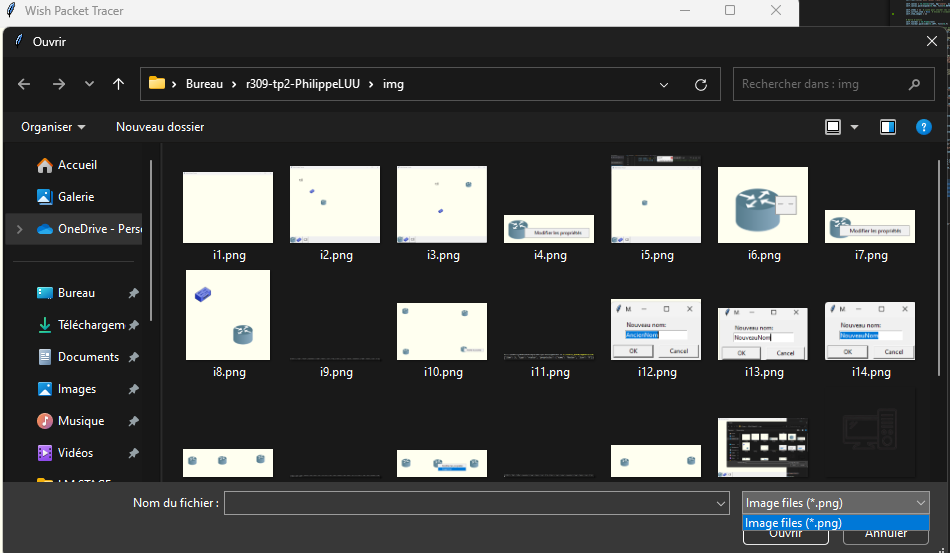 Wish Packet Tracer
Ouvrir
Bureau
r309-tp2-PhilippeLUU
img
Rechercher dans : img
Organiser
Nouveau dossier
Accueil
Galerie
OneDrive - Pers
Bureau
Téléchargem
Documents
Images
Musique
Vidéos
i1.png
i2.png
i3.png
Modifier les propriétés
i4.png
i5.png
i6.png
Modifier les propriétés
i7.png
i8.png
i9.png
i10.png
i11.png
M
Nouveau nom:
AncienNom
OK Cancel
i12.png
M
Nouveau nom:
NouveauNom
OK Cancel
i13.png
M
Nouveau nom:
NouveauNom
OK Cancel
i14.png
Nom du fichier :
Image files (*.png)
Image files (*.png)
Ouvrir
Annuler